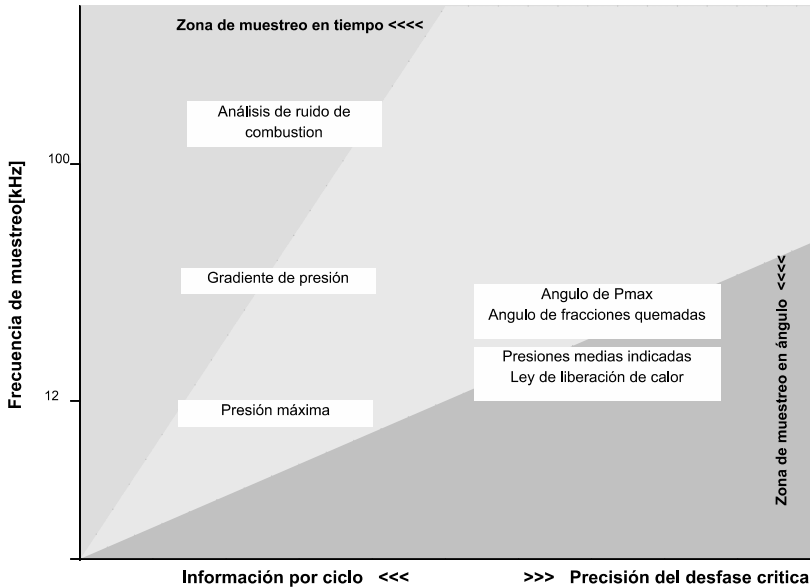 Zona de muestreo en tiempo <<<<
Análisis de ruido de
combustion
100
Frecuencia de muestreo[kHz]
Gradiente de presión
Angulo de Pmax
Angulo de fracciones quemadas
Presiones medias indicadas
Ley de liberación de calor
Zona de muestreo en ángulo <<<<
12
Presión máxima
Información por ciclo <<<
>>> Precisión del desfase critica